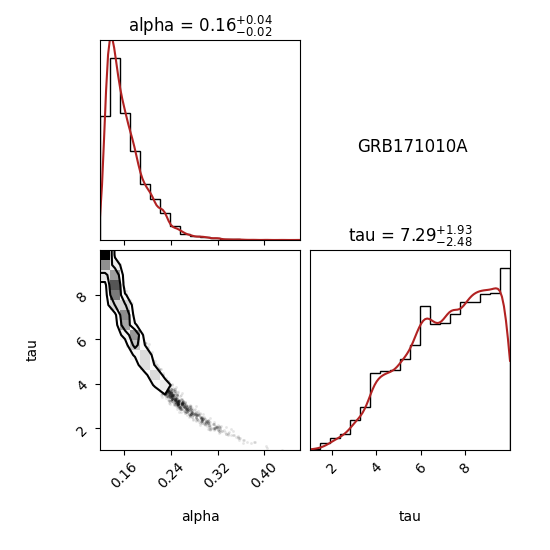 alpha = 0.16+0.04−0.02
GRB171010A
tau = 7.29+1.93−2.48
8
6
4
2
tau
0.16 0.24 0.32 0.40
2 4 6 8
alpha
tau